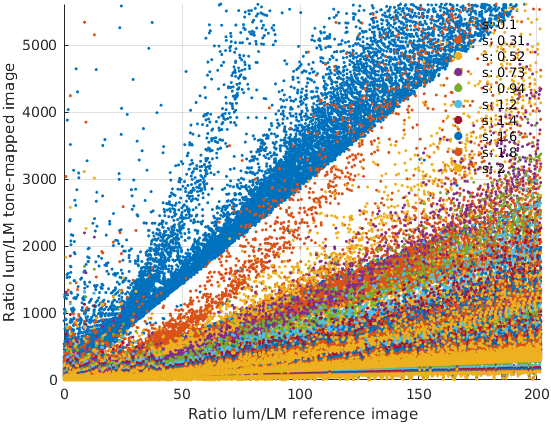 5000
4000
3000
2000
1000
0
Ratio lum/LM tone-mapped image
0
50
100
150
200
Ratio lum/LM reference image
s: 0.1
s: 0.31
s: 0.52
s: 0.73
s: 0.94
s: 1.2
s: 1.4
s: 1.6
s: 1.8
s: 2